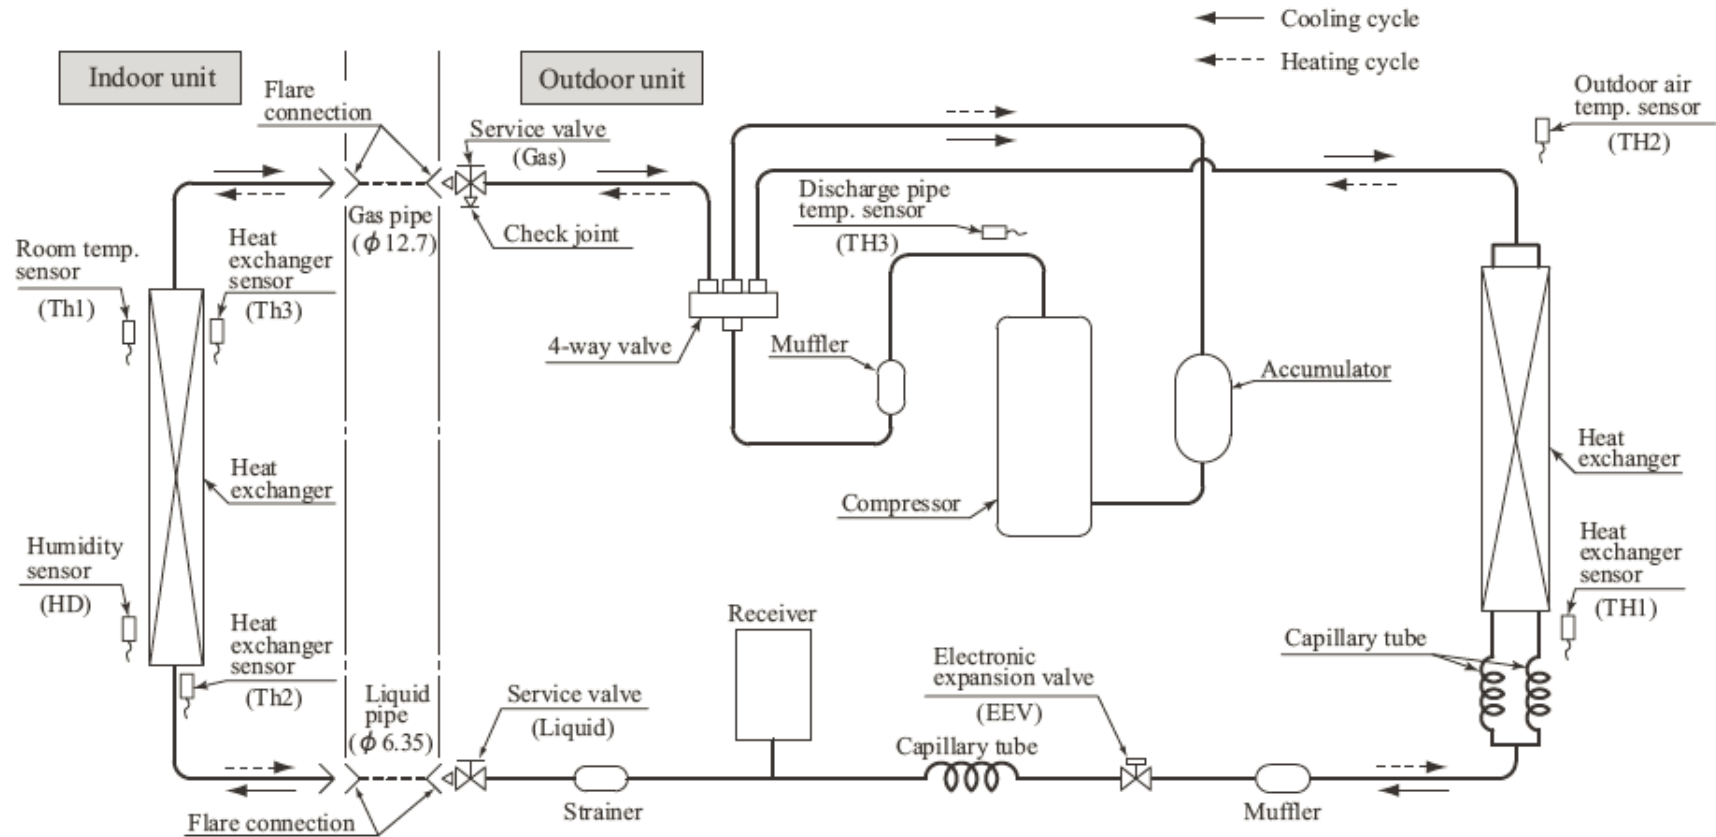 Cooling cycle
Heating cycle
Indoor unit
Outdoor unit
Flare
connection
Service valve
(Gas)
Outdoor air
temp. sensor
(TH2)
Gas pipe
(ϕ 12.7)
Check joint
Discharge pipe
temp. sensor
(TH3)
Room temp.
sensor
(Th1)
Heat
exchanger
sensor
(Th3)
4-way valve
Muffler
Accumulator
Heat
exchanger
Heat
exchanger
Compressor
Humidity
sensor
(HD)
Heat
exchanger
sensor
(TH1)
Receiver
Heat
exchanger
sensor
(Th2)
Capillary tube
Liquid
pipe
(ϕ 6.35)
Service valve
(Liquid)
Electronic
expansion valve
(EEV)
Capillary tube
Strainer
Muffler
Flare connection